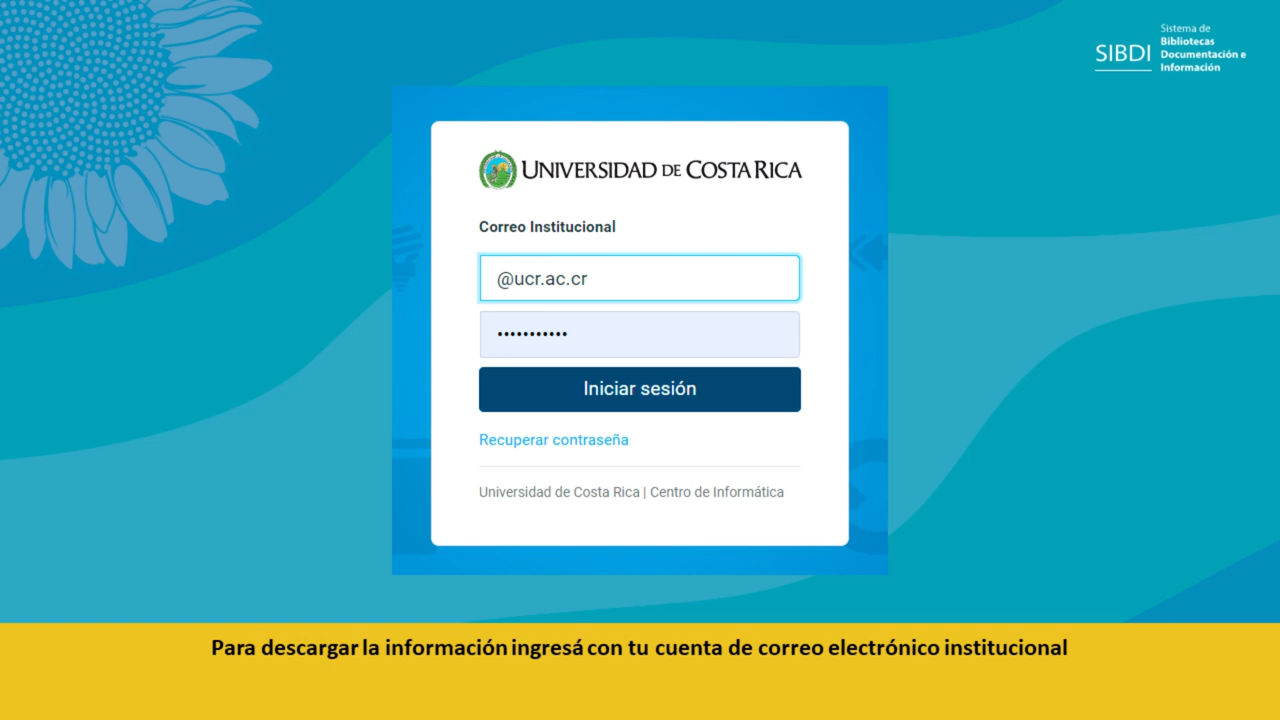 Sistema de
SIBDI Bibliotecas
Documentación e
Información
UNIVERSIDAD DE COSTA RICA
Correo Institucional
@ucr.ac.cr
•••••••••••
Iniciar sesión
Recuperar contraseña
Universidad de Costa Rica | Centro de Informática
Para descargar la información ingresá con tu cuenta de correo electrónico institucional